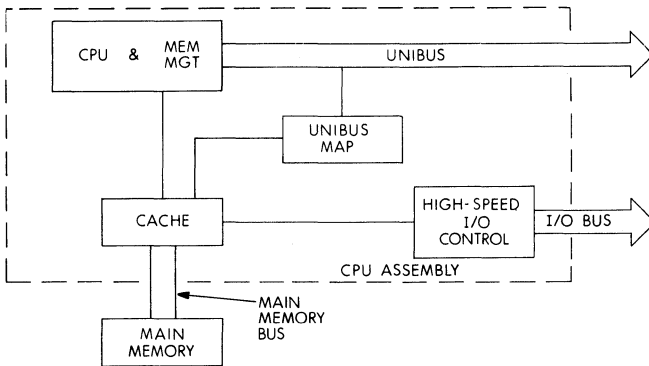 CPU & MEM
MGT
UNIBUS
UNIBUS
MAP
CACHE
HIGH-SPEED
I/O
CONTROL
I/O BUS
CPU ASSEMBLY
MAIN
MEMORY
BUS
MAIN
MEMORY